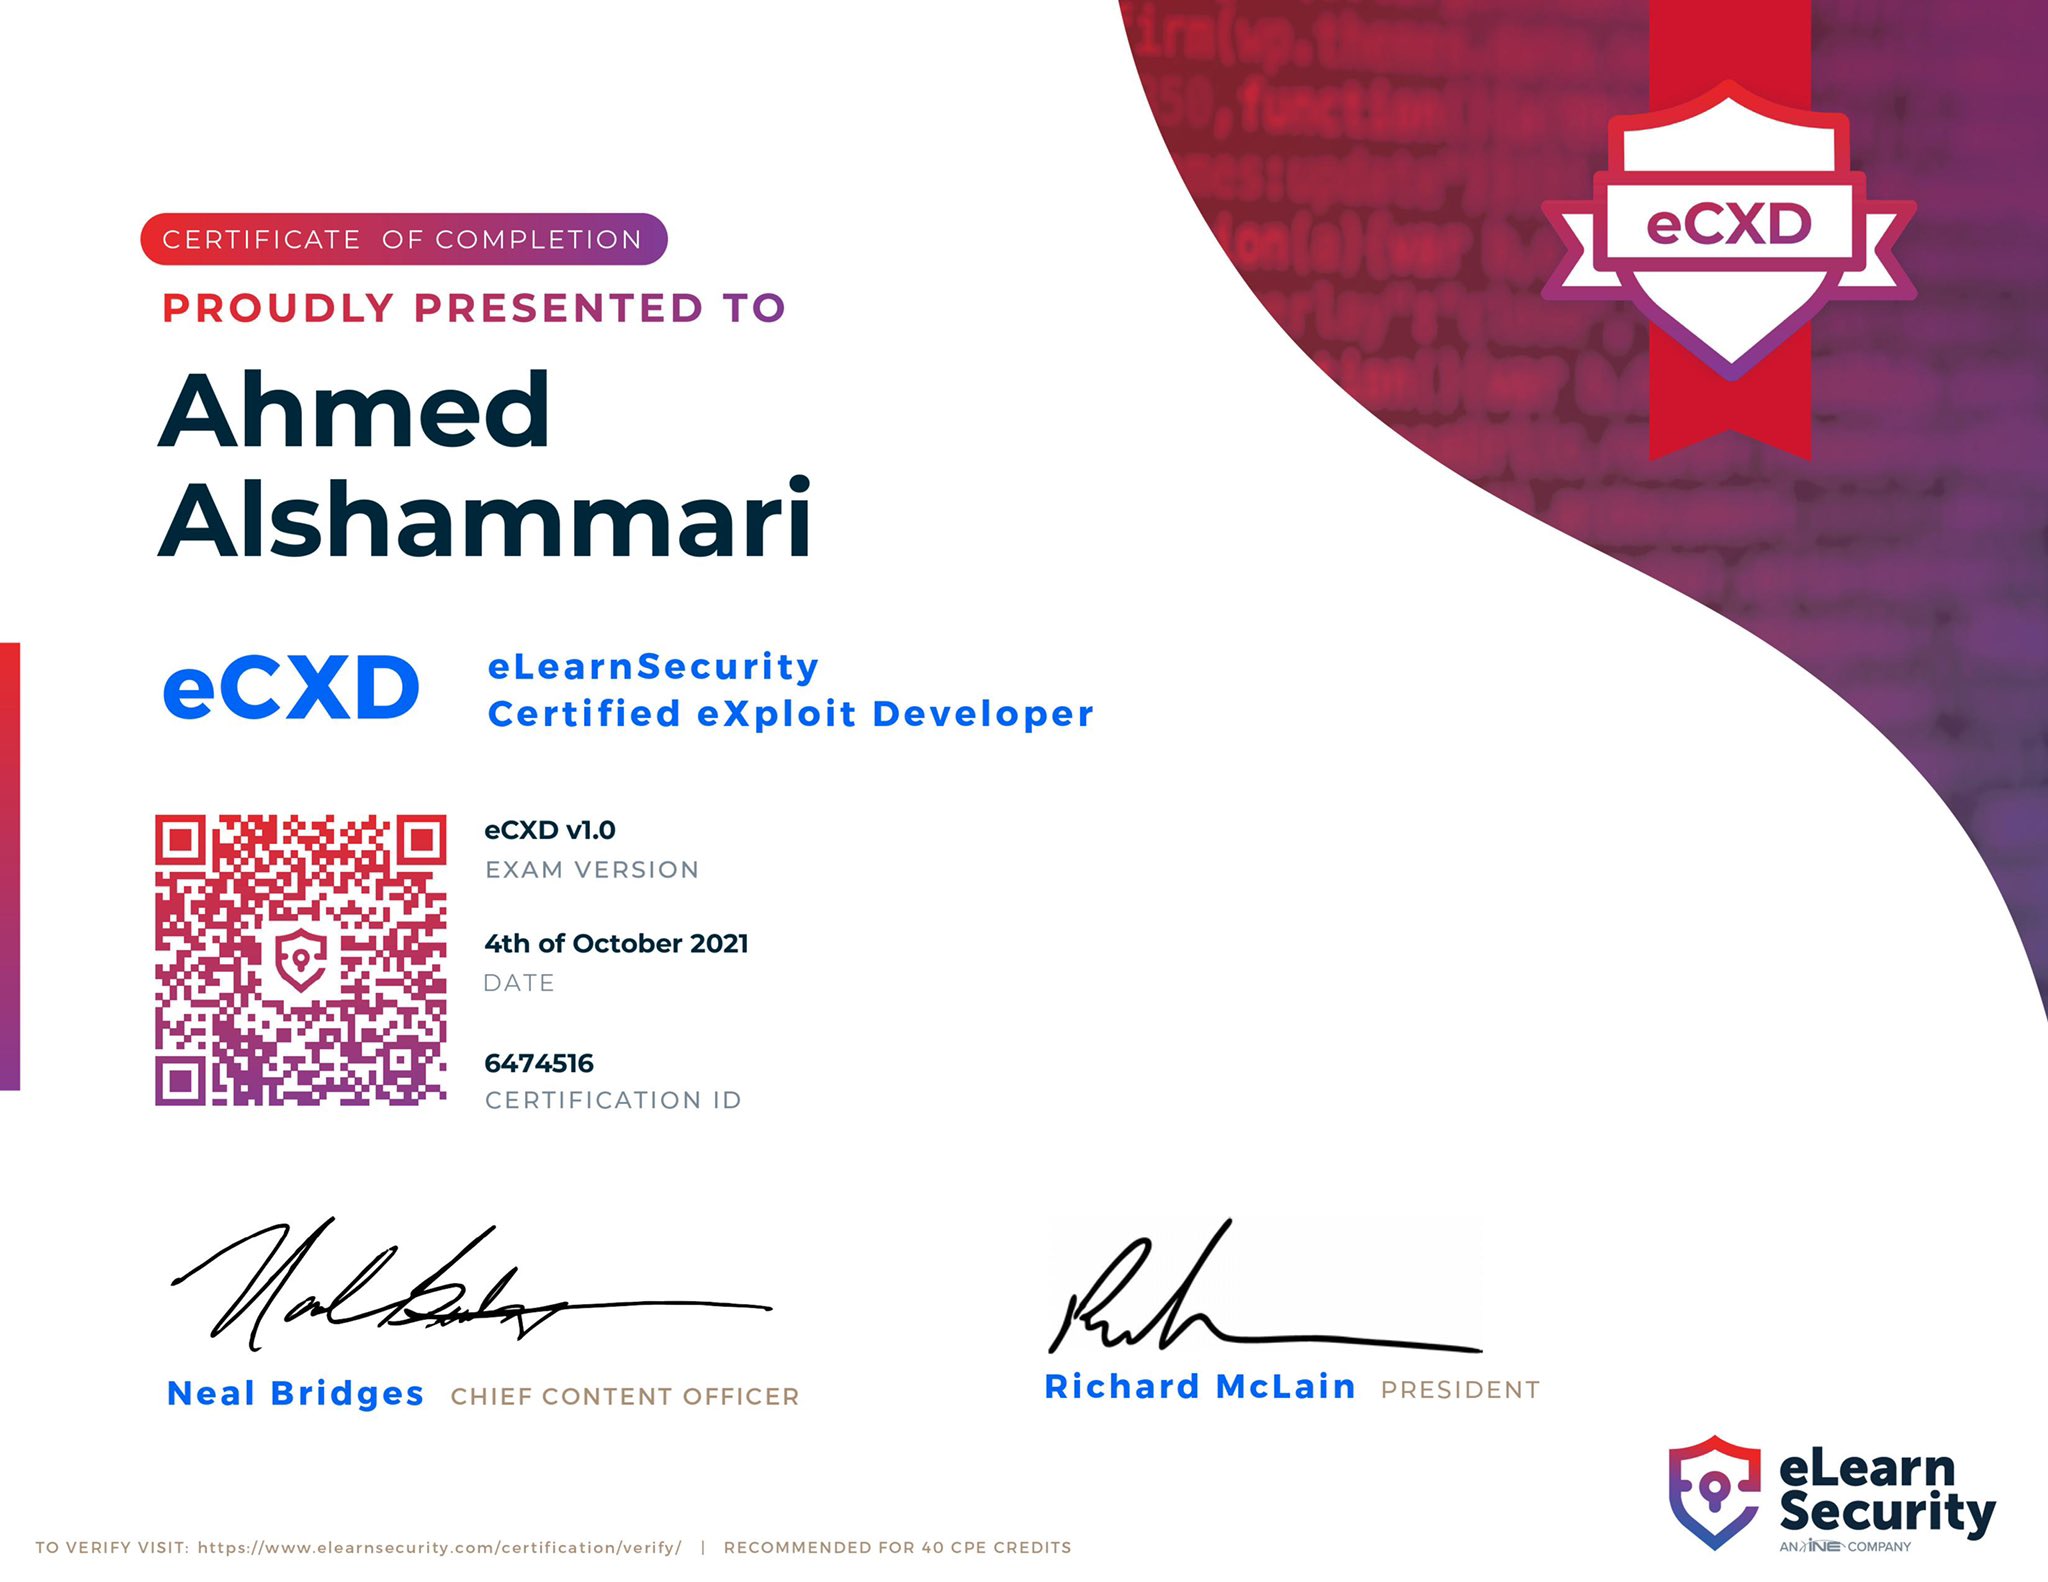 eCXD
CERTIFICATE OF COMPLETION
PROUDLY PRESENTED TO
Ahmed
Alshammari
eCXD
eLearnSecurity
Certified eXploit Developer
eCXD v1.0
EXAM VERSION
4th of October 2021
DATE
6474516
CERTIFICATION ID
Neal Bridges CHIEF CONTENT OFFICER
Richard McLain PRESIDENT
eLearn
Security
AN iNE COMPANY
TO VERIFY VISIT: https://www.elearnsecurity.com/certification/verify/ | RECOMMENDED FOR 40 CPE CREDITS